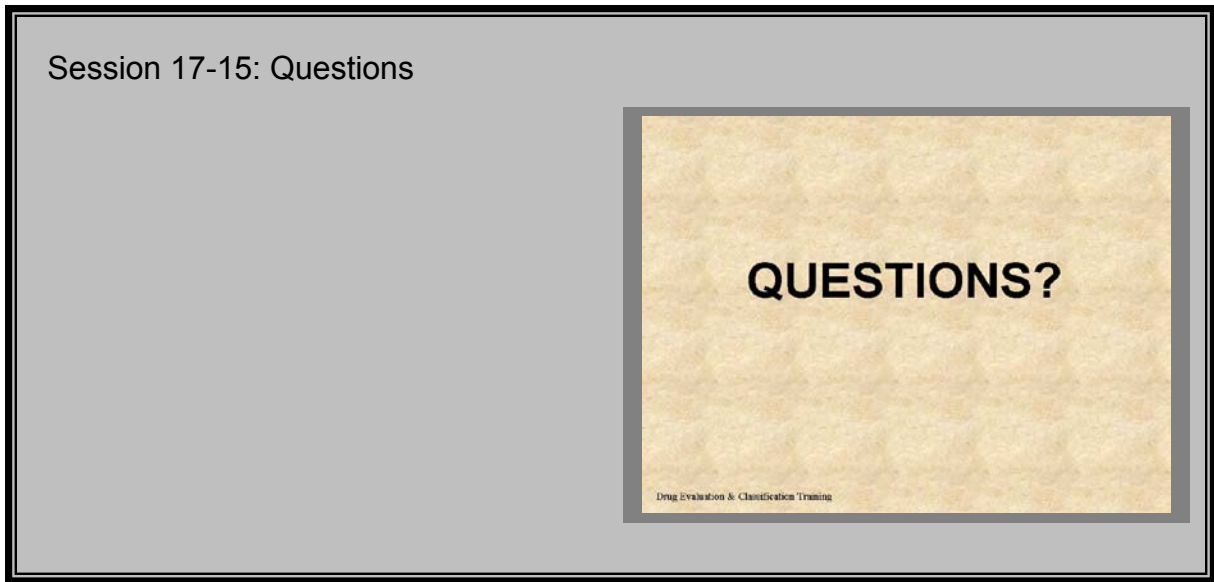 Session 17-15: Questions
QUESTIONS?
Drug Evaluation & Classification Training